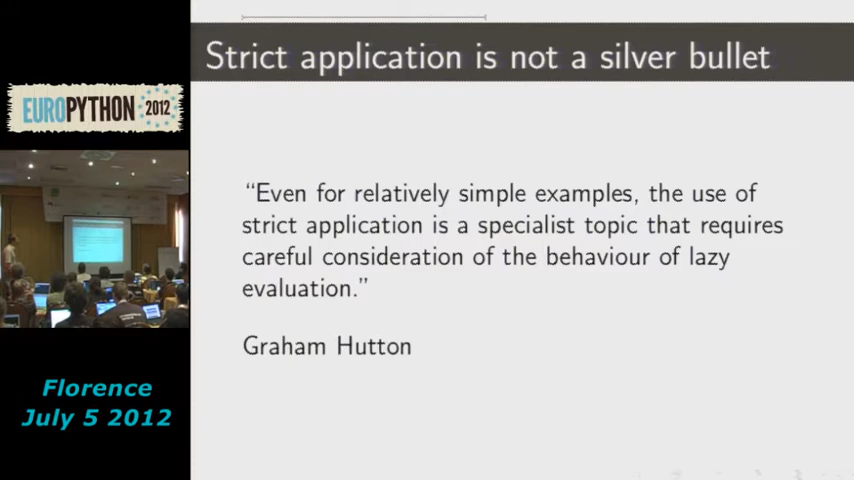 Strict application is not a silver bullet
EUROPYTHON 2012
“Even for relatively simple examples, the use of
strict application is a specialist topic that requires
careful consideration of the behaviour of lazy
evaluation.”
Graham Hutton
Florence
July 5 2012